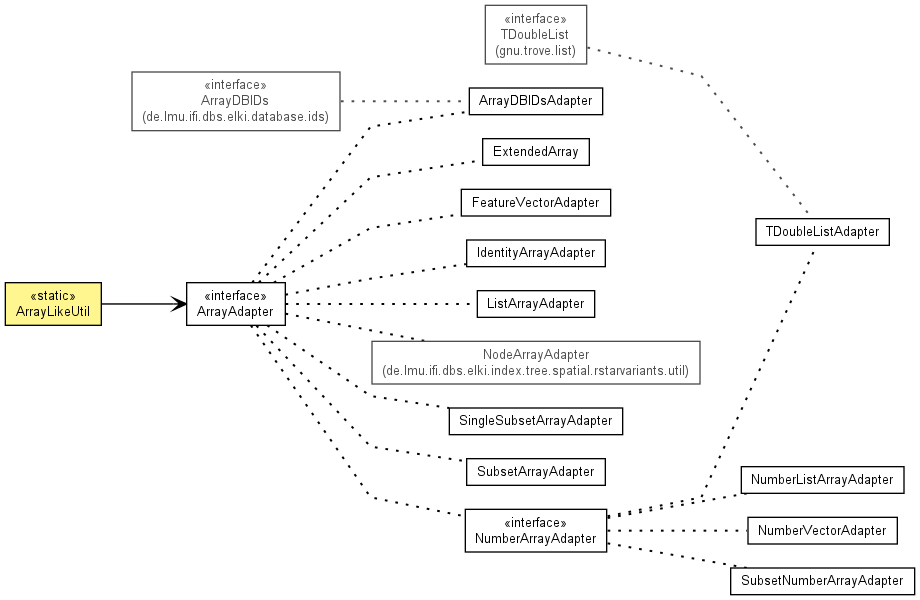 «interface»
TDoubleList
(gnu.trove.list)
«interface»
ArrayDBIDs
(de.lmu.ifi.dbs.elki.database.ids)
ArrayDBIDsAdapter
ExtendedArray
FeatureVectorAdapter
TDoubleListAdapter
IdentityArrayAdapter
«static»
ArrayLikeUtil
«interface»
ArrayAdapter
ListArrayAdapter
NodeArrayAdapter
(de.lmu.ifi.dbs.elki.index.tree.spatial.rstarvariants.util)
SingleSubsetArrayAdapter
SubsetArrayAdapter
NumberListArrayAdapter
«interface»
NumberArrayAdapter
NumberVectorAdapter
SubsetNumberArrayAdapter